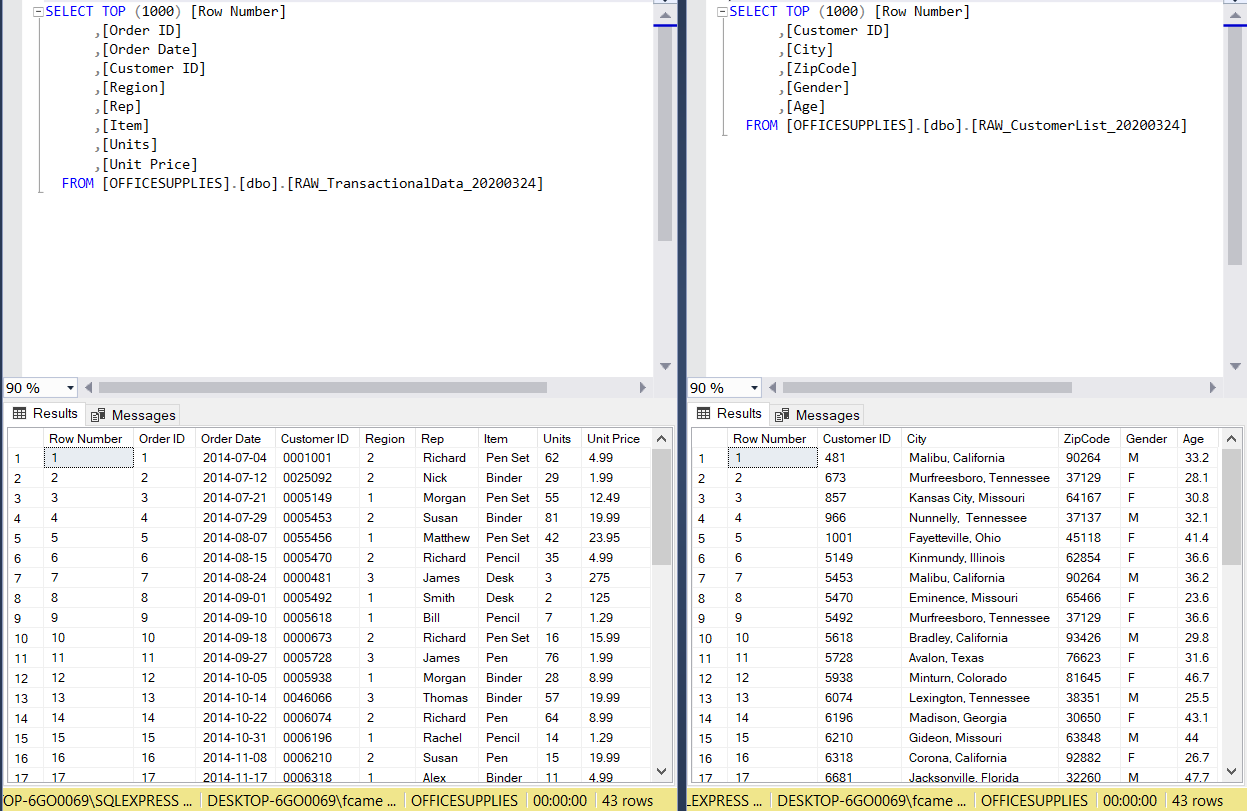 SELECT TOP (1000) [Row Number]
,[Order ID]
,[Order Date]
,[Customer ID]
,[Region]
,[Rep]
,[Item]
,[Units]
,[Unit Price]
FROM [OFFICESUPPLIES].[dbo].[RAW_TransactionalData_20200324]
90 %
Results Messages
Row Number Order ID Order Date Customer ID Region Rep Item Units Unit Price
1 1 1 2014-07-04 0001001 2 Richard Pen Set 62 4.99
2 2 2 2014-07-12 0025092 2 Nick Binder 29 1.99
3 3 3 2014-07-21 0005149 1 Morgan Pen Set 55 12.49
4 4 4 2014-07-29 0005453 2 Susan Binder 81 19.99
5 5 5 2014-08-07 0055456 1 Matthew Pen Set 42 23.95
6 6 6 2014-08-15 0005470 2 Richard Pencil 35 4.99
7 7 7 2014-08-24 0000481 3 James Desk 3 275
8 8 8 2014-09-01 0005492 1 Smith Desk 2 125
9 9 9 2014-09-10 0005618 1 Bill Pencil 7 1.29
10 10 10 2014-09-18 0000673 2 Richard Pen Set 16 15.99
11 11 11 2014-09-27 0005728 3 James Pen 76 1.99
12 12 12 2014-10-05 0005938 1 Morgan Binder 28 8.99
13 13 13 2014-10-14 0046066 3 Thomas Binder 57 19.99
14 14 14 2014-10-22 0006074 2 Richard Pen 64 8.99
15 15 15 2014-10-31 0006196 1 Rachel Pencil 14 1.29
16 16 16 2014-11-08 0006210 2 Susan Pen 15 19.99
17 17 17 2014-11-17 0006318 1 Alex Binder 11 4.99
OP-6GO0069\SQLEXPRESS ... DESKTOP-6GO0069\fcame ... OFFICESUPPLIES 00:00:00 43 rows
SELECT TOP (1000) [Row Number]
,[Customer ID]
,[City]
,[ZipCode]
,[Gender]
,[Age]
FROM [OFFICESUPPLIES].[dbo].[RAW_CustomerList_20200324]
90 %
Results Messages
Row Number Customer ID City ZipCode Gender Age
1 1 481 Malibu, California 90264 M 33.2
2 2 673 Murfreesboro, Tennessee 37129 F 28.1
3 3 857 Kansas City, Missouri 64167 F 30.8
4 4 966 Nunnelly, Tennessee 37137 M 32.1
5 5 1001 Fayetteville, Ohio 45118 F 41.4
6 6 5149 Kinmundy, Illinois 62854 F 36.6
7 7 5453 Malibu, California 90264 M 36.2
8 8 5470 Eminence, Missouri 65466 F 23.6
9 9 5492 Murfreesboro, Tennessee 37129 F 36.6
10 10 5618 Bradley, California 93426 M 29.8
11 11 5728 Avalon, Texas 76623 F 31.6
12 12 5938 Minturn, Colorado 81645 F 46.7
13 13 6074 Lexington, Tennessee 38351 M 25.5
14 14 6196 Madison, Georgia 30650 F 43.1
15 15 6210 Gideon, Missouri 63848 M 44
16 16 6318 Corona, California 92882 F 26.7
17 17 6681 Jacksonville, Florida 32260 M 47.7
LEXPRESS ... DESKTOP-6GO0069\fcame ... OFFICESUPPLIES 00:00:00 43 rows